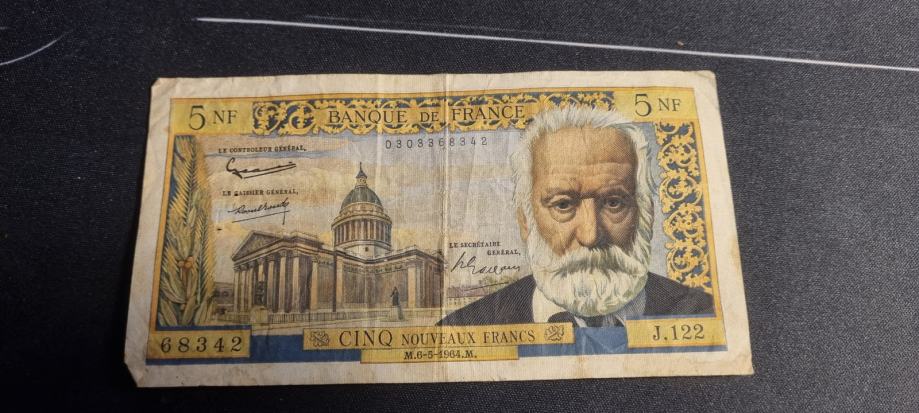 5 NF
BANQUE DE FRANCE
5 NF
0303368342
LE CONTROLEUR GÉNÉRAL,
LE CAISSIER GÉNÉRAL,
LE SECRÉTAIRE
GÉNÉRAL,
68342
CINQ NOUVEAUX FRANCS
J.122
M.6-5-1964.M.